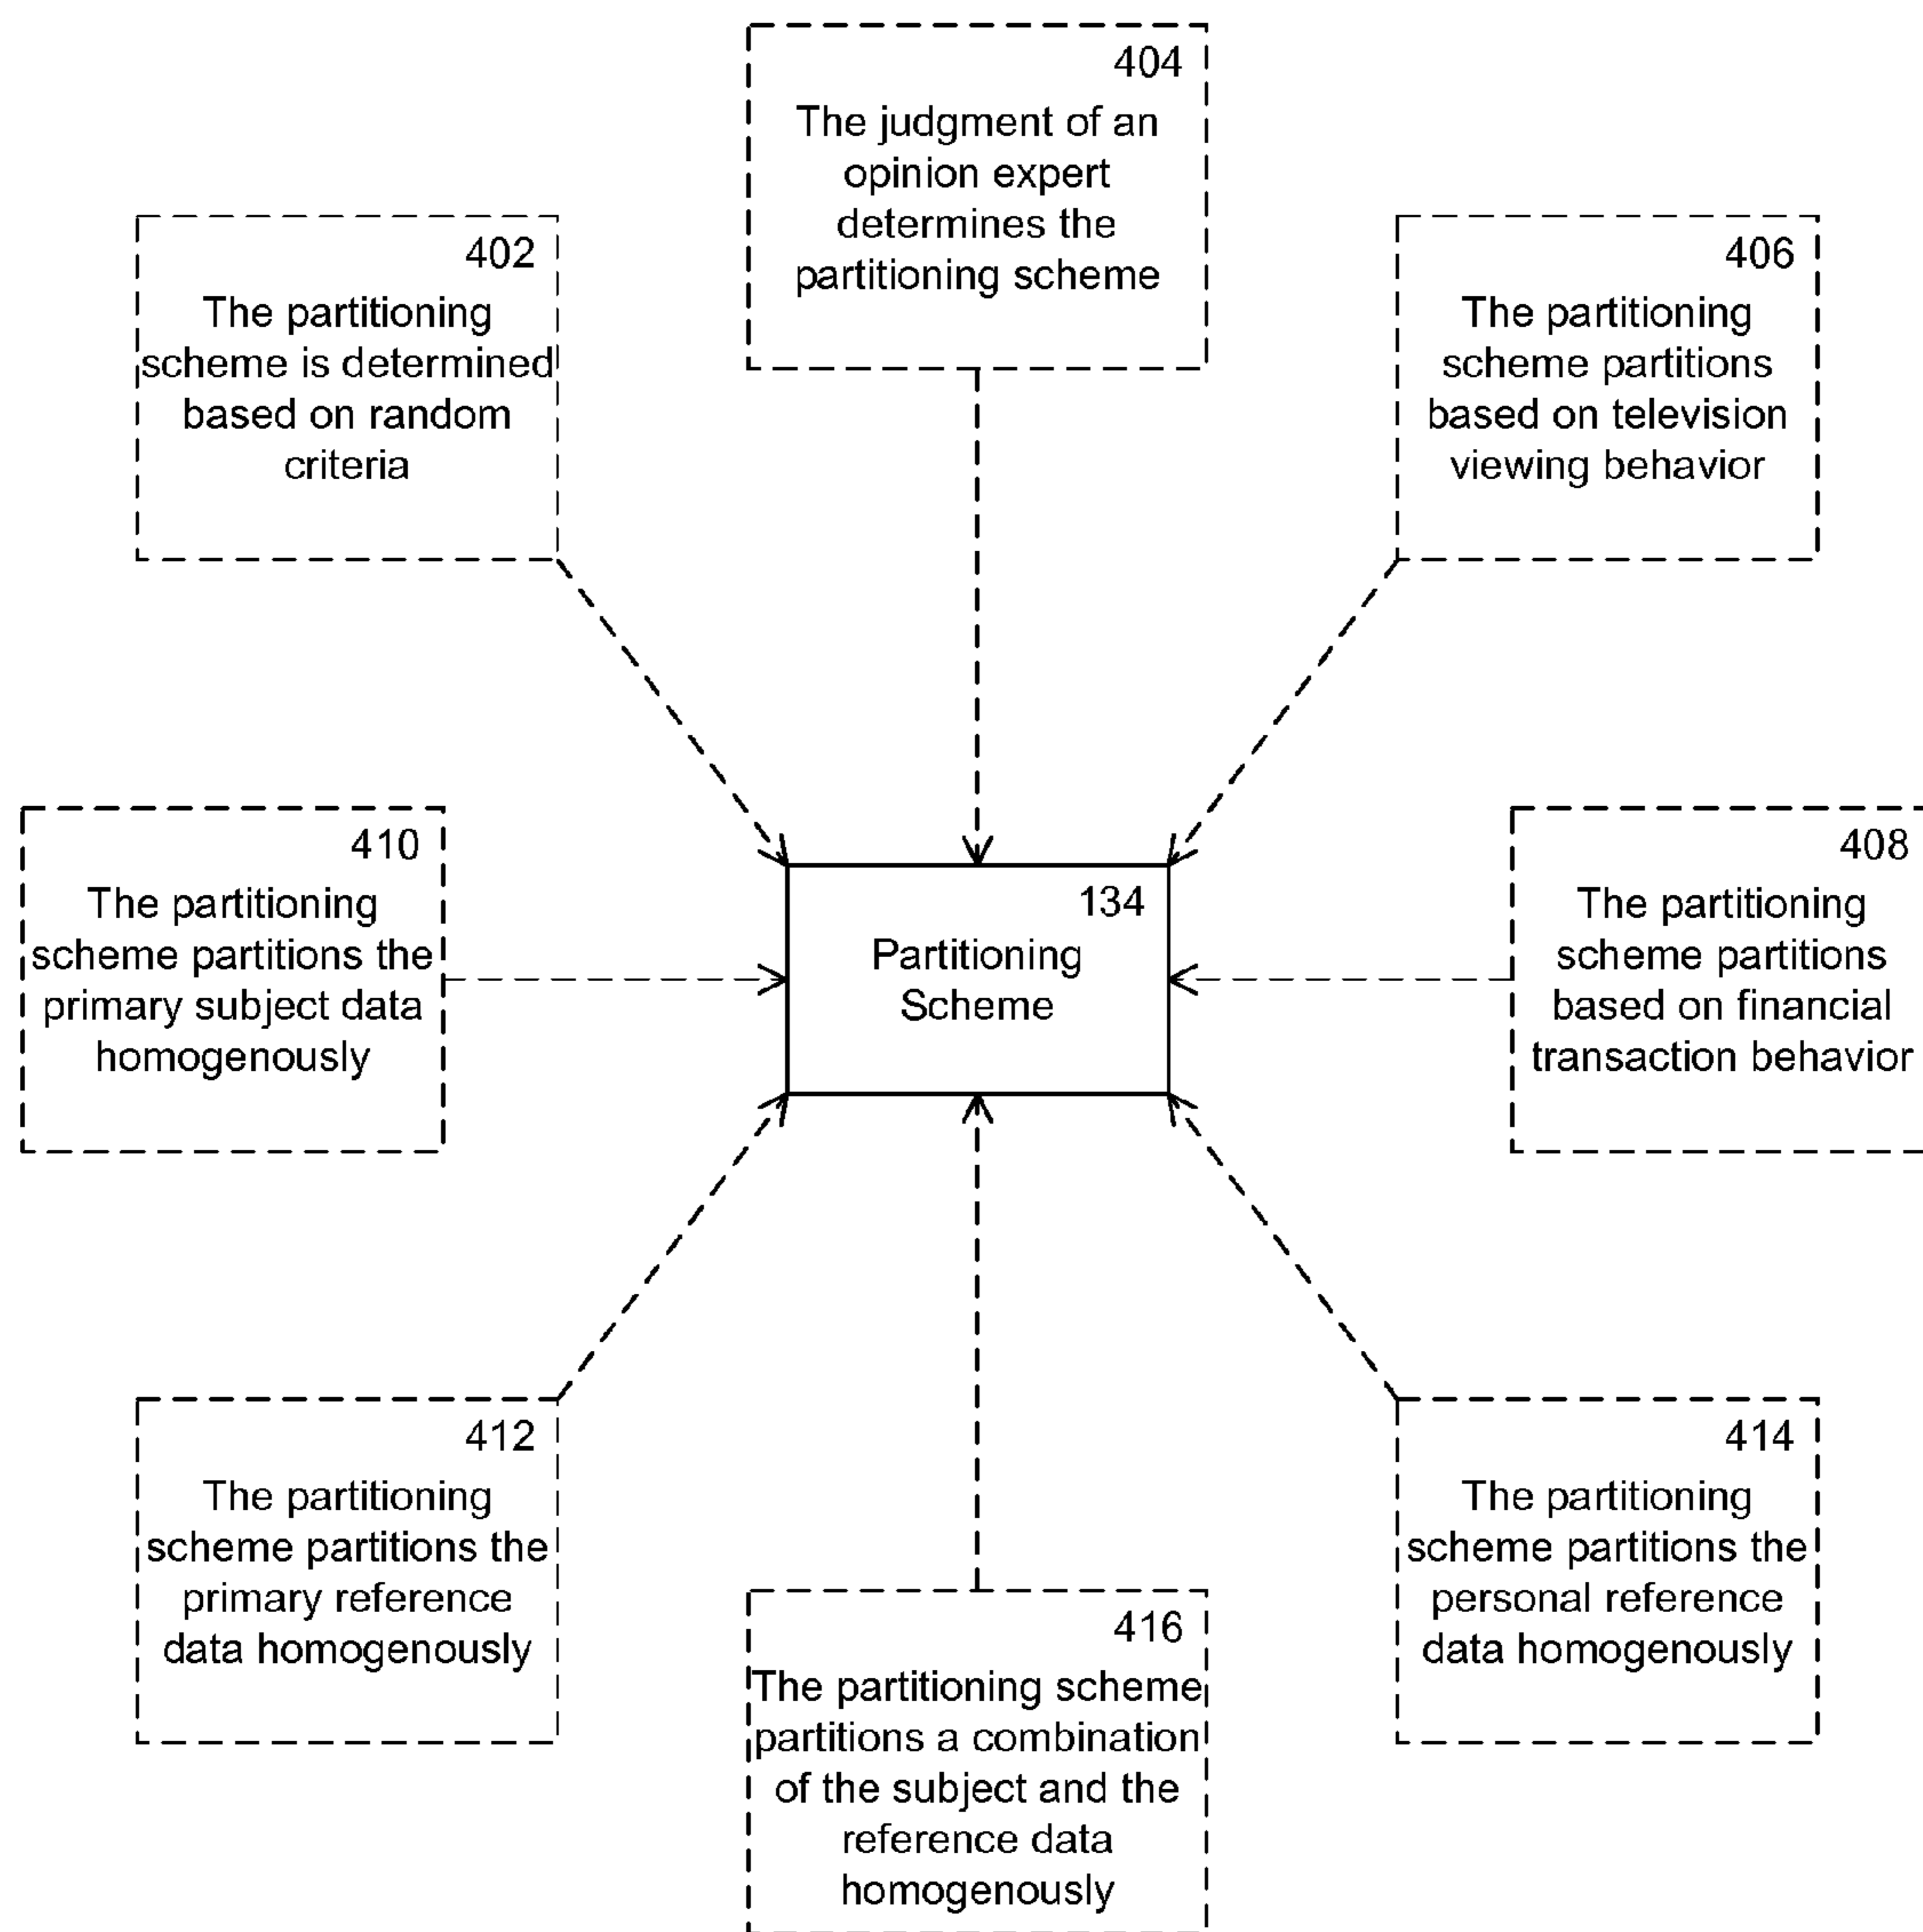 404
The judgment of an
opinion expert
determines the
partitioning scheme
402
The partitioning
scheme is determined
based on random
criteria
406
The partitioning
scheme partitions
based on television
viewing behavior
410
The partitioning
scheme partitions the
primary subject data
homogenously
134
Partitioning
Scheme
408
The partitioning
scheme partitions
based on financial
transaction behavior
412
The partitioning
scheme partitions the
primary reference
data homogenously
416
The partitioning scheme
partitions a combination
of the subject and the
reference data
homogenously
414
The partitioning
scheme partitions the
personal reference
data homogenously